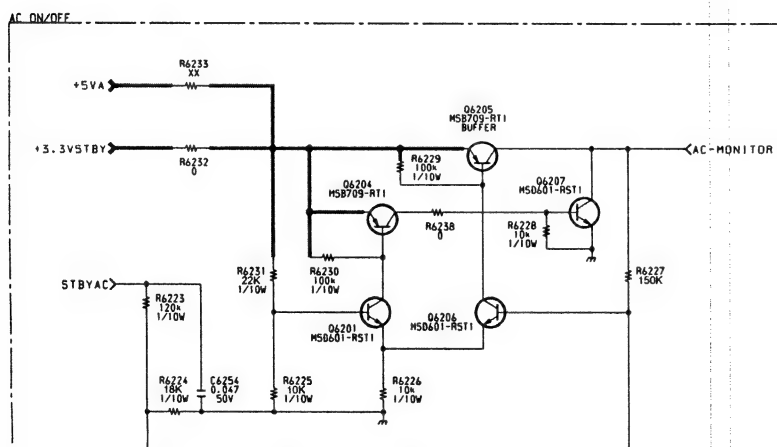 AC ON/OFF
+5VA
R6233
XX
+3.3VSTBY
R6232
0
Q6205
MSB709-RT1
BUFFER
AC-MONITOR
R6229
100k
1/10W
Q6204
MSB709-RT1
R6238
0
Q6207
MSD601-RST1
R6228
10k
1/10W
R6231
22K
1/10W
R6230
100k
1/10W
R6227
150K
STBYAC
R6223
120k
1/10W
Q6201
MSD601-RST1
Q6206
MSD601-RST1
R6224
18K
1/10W
C6254
0.047
50V
R6225
10K
1/10W
R6226
10k
1/10W